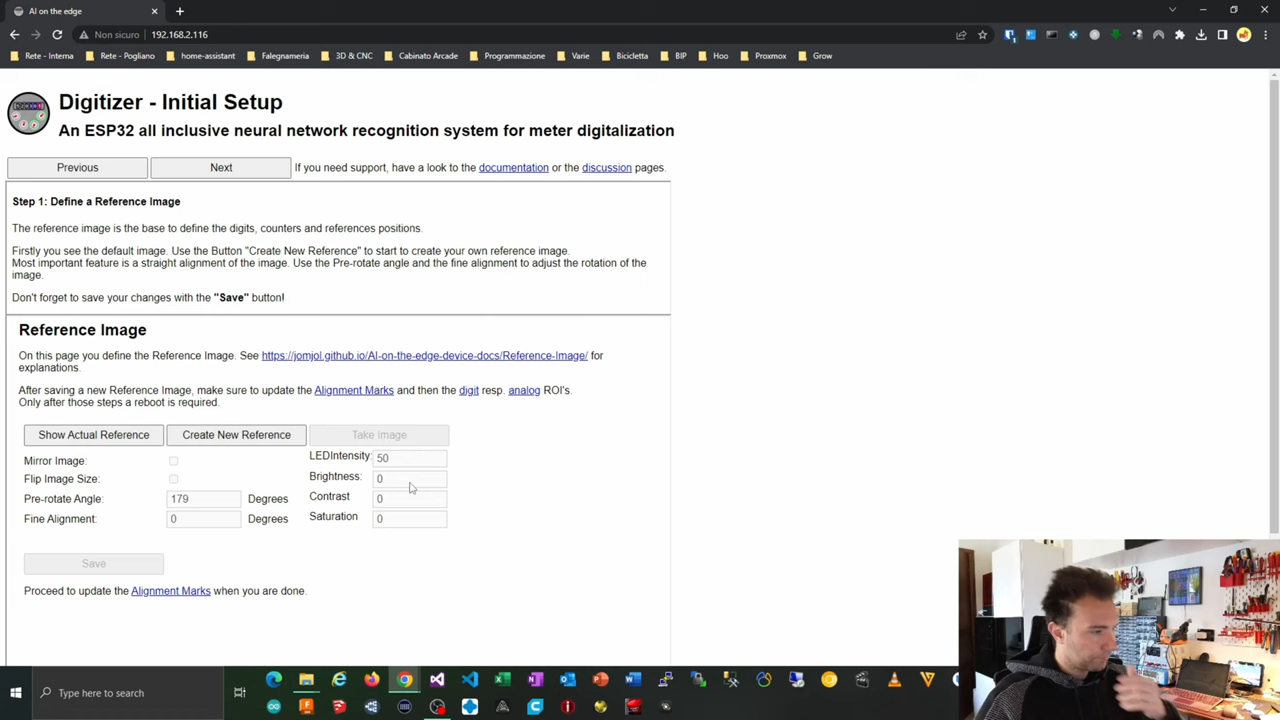 AI on the edge
Non sicuro
192.168.2.116
Rete - Interna
Rete - Pogliano
home-assistant
Falegnameria
3D & CNC
Cabinato Arcade
Programmazione
Varie
Bicicletta
BIP
Hoo
Proxmox
Grow
Digitizer - Initial Setup
An ESP32 all inclusive neural network recognition system for meter digitalization
Previous
Next
If you need support, have a look to the documentation or the discussion pages.
Step 1: Define a Reference Image
The reference image is the base to define the digits, counters and references positions.
Firstly you see the default image. Use the Button "Create New Reference" to start to create your own reference image.
Most important feature is a straight alignment of the image. Use the Pre-rotate angle and the fine alignment to adjust the rotation of the
image.
Don't forget to save your changes with the "Save" button!
Reference Image
On this page you define the Reference Image. See https://jomjol.github.io/AI-on-the-edge-device-docs/Reference-Image/ for
explanations.
After saving a new Reference Image, make sure to update the Alignment Marks and then the digit resp. analog ROI's.
Only after those steps a reboot is required.
Show Actual Reference
Create New Reference
Take Image
Mirror Image:
LEDIntensity: 50
Flip Image Size:
Brightness: 0
Pre-rotate Angle: 179 Degrees
Contrast 0
Fine Alignment: 0 Degrees
Saturation 0
Save
Proceed to update the Alignment Marks when you are done.
Type here to search